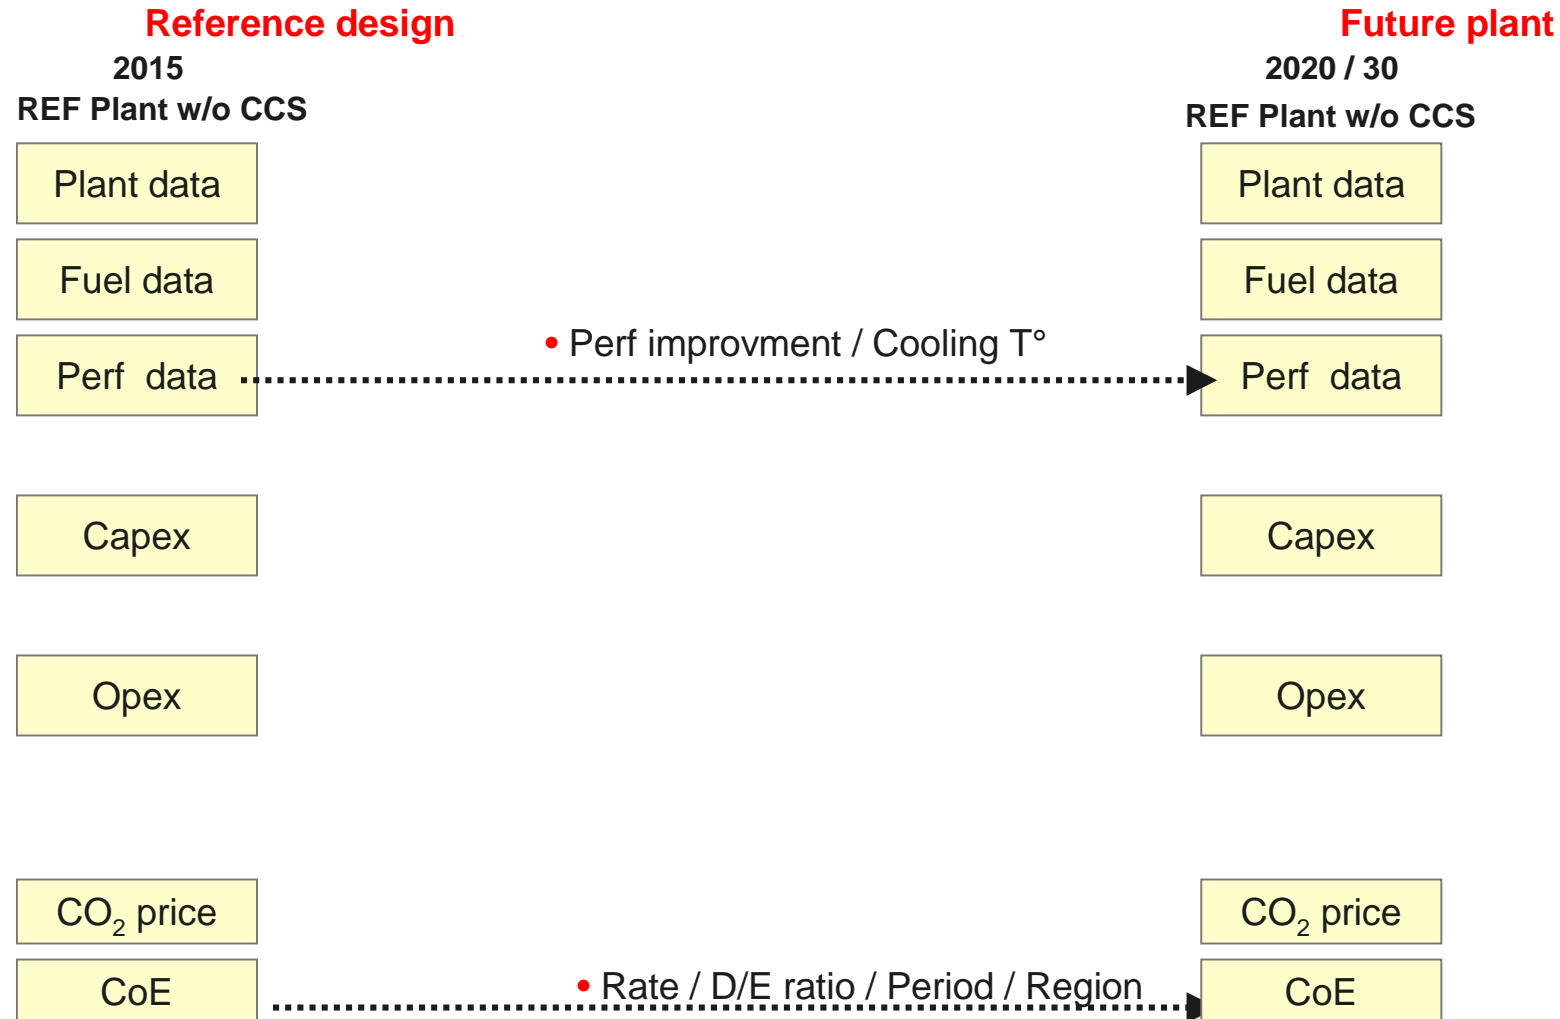 Reference design
Future plant
2015
2020 / 30
REF Plant w/o CCS
REF Plant w/o CCS
Plant data
Plant data
Fuel data
Fuel data
• Perf improvment / Cooling T°
Perf data
Perf data
Capex
Capex
Opex
Opex
CO₂ price
CO₂ price
• Rate / D/E ratio / Period / Region
CoE
CoE